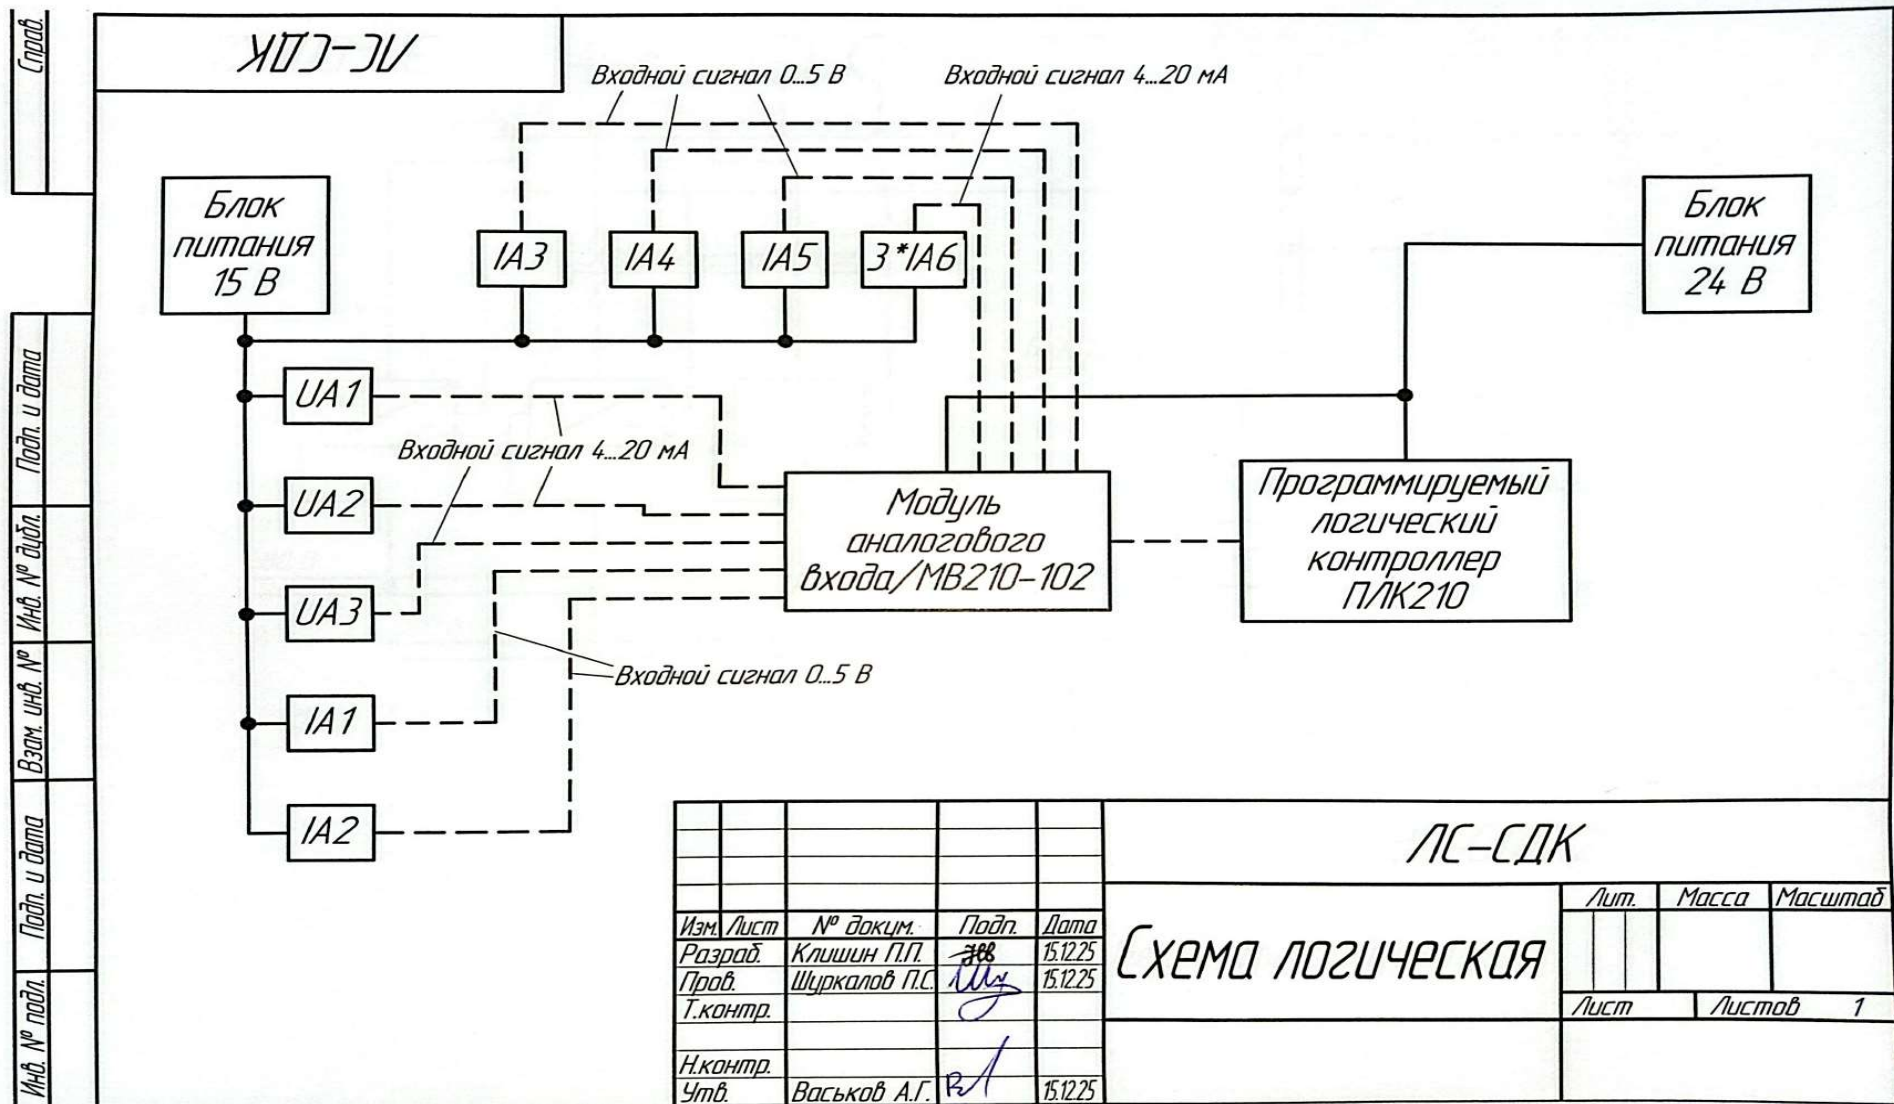 Справ.
ЛС-СДК
Входной сигнал 0...5 В
Входной сигнал 4...20 мА
Блок
питания
15 В
IA3
IA4
IA5
3*IA6
Блок
питания
24 В
UA1
Входной сигнал 4...20 мА
UA2
UA3
Модуль
аналогового
входа/МВ210-102
Программируемый
логический
контроллер
ПЛК210
Входной сигнал 0...5 В
IA1
IA2
Подп. и дата
Инв. № дубл.
Взам. инв. №
Подп. и дата
Инв. № подл.
ЛС-СДК
Изм. Лист № докум. Подп. Дата
Разраб. Клишин П.П. 15.12.25
Пров. Шуркалов П.С. 15.12.25
Т.контр.
Н.контр.
Утв. Васьков А.Г. 15.12.25
Схема логическая
Лит. Масса Масштаб
Лист Листов 1